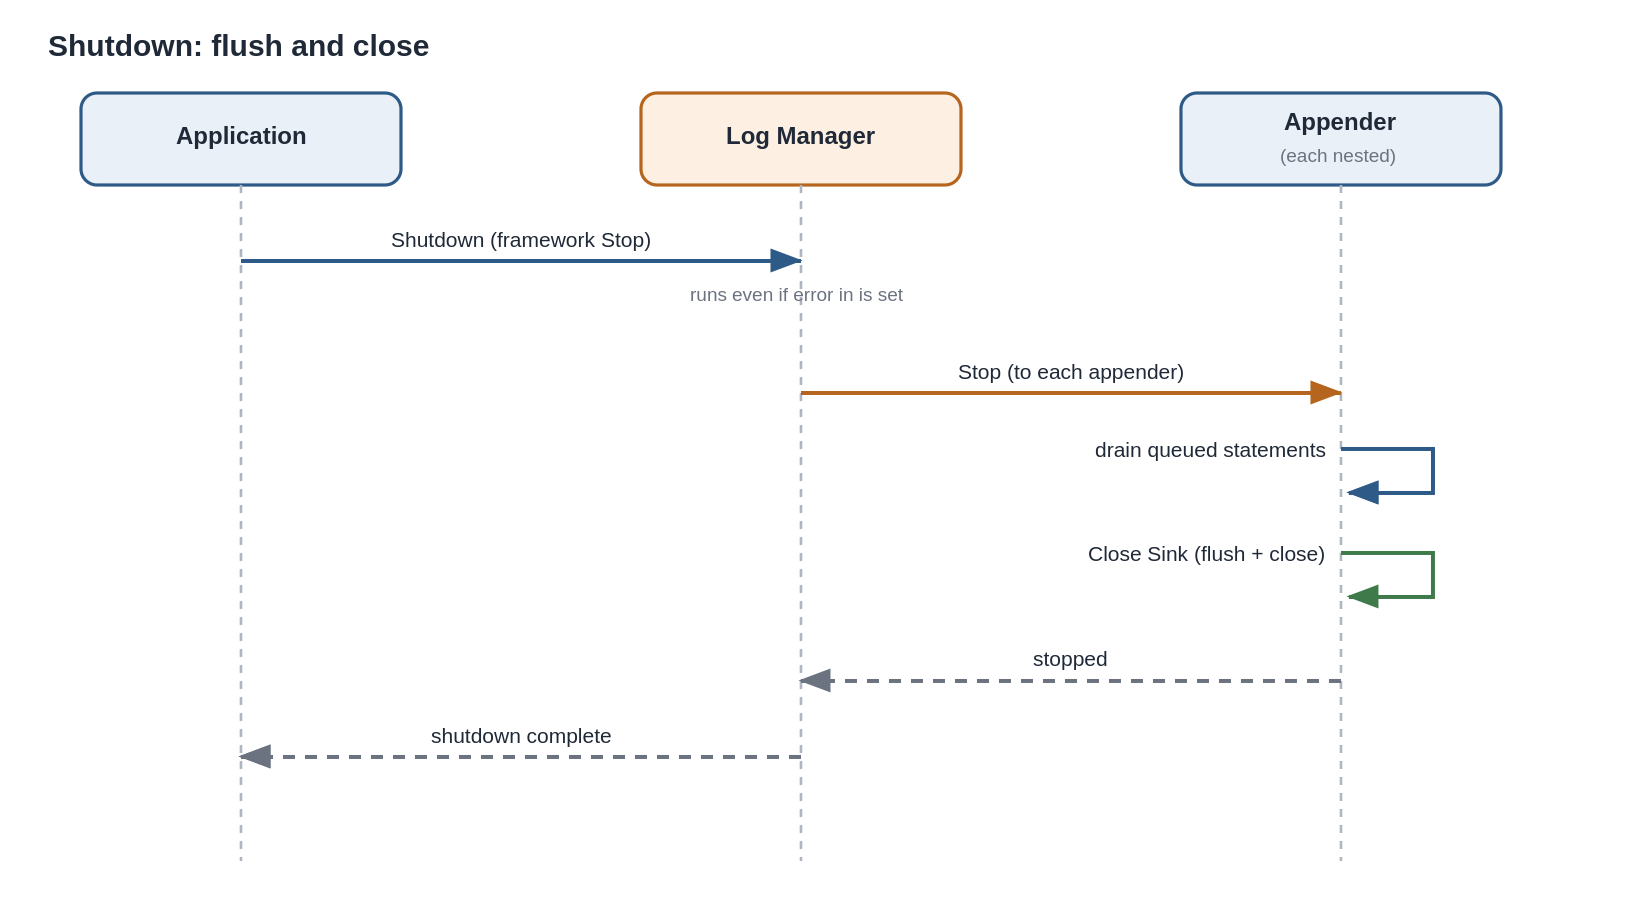 Shutdown: flush and close
Application
Log Manager
Appender
(each nested)
Shutdown (framework Stop)
runs even if error in is set
Stop (to each appender)
drain queued statements
Close Sink (flush + close)
stopped
shutdown complete